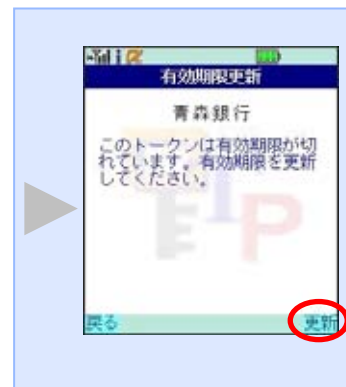 有効期限更新
青森銀行
このトークンは有効期限が切
れています。有効期限を更新
してください。
戻る 更新